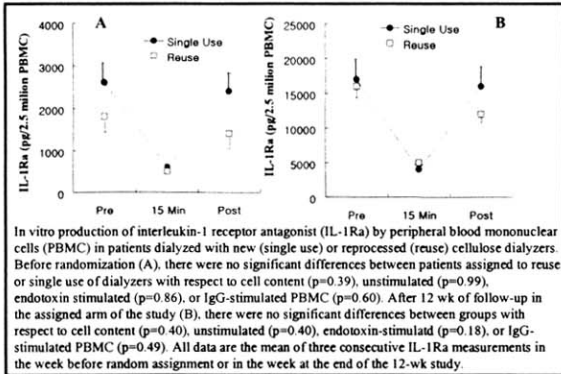 A
B
Single Use
Reuse
Single Use
Reuse
IL-1Ra (pg/2.5 milion PBMC)
IL-1Ra (pg/2.5 million PBMC)
4000
3000
2000
1000
0
25000
20000
15000
10000
5000
0
Pre 15 Min Post
Pre 15 Min Post
In vitro production of interleukin-1 receptor antagonist (IL-1Ra) by peripheral blood mononuclear
cells (PBMC) in patients dialyzed with new (single use) or reprocessed (reuse) cellulose dialyzers.
Before randomization (A), there were no significant differences between patients assigned to reuse
or single use of dialyzers with respect to cell content (p=0.39), unstimulated (p=0.99),
endotoxin stimulated (p=0.86), or IgG-stimulated PBMC (p=0.60). After 12 wk of follow-up in
the assigned arm of the study (B), there were no significant differences between groups with
respect to cell content (p=0.40), unstimulated (p=0.40), endotoxin-stimulatd (p=0.18), or IgG-
stimulated PBMC (p=0.49). All data are the mean of three consecutive IL-1Ra measurements in
the week before random assignment or in the week at the end of the 12-wk study.